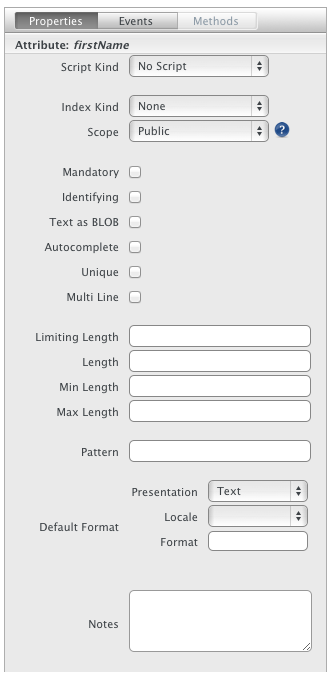 Properties Events Methods
Attribute: firstName
Script Kind No Script
Index Kind None
Scope Public ?
Mandatory
Identifying
Text as BLOB
Autocomplete
Unique
Multi Line
Limiting Length
Length
Min Length
Max Length
Pattern
Presentation Text
Locale
Default Format
Format
Notes